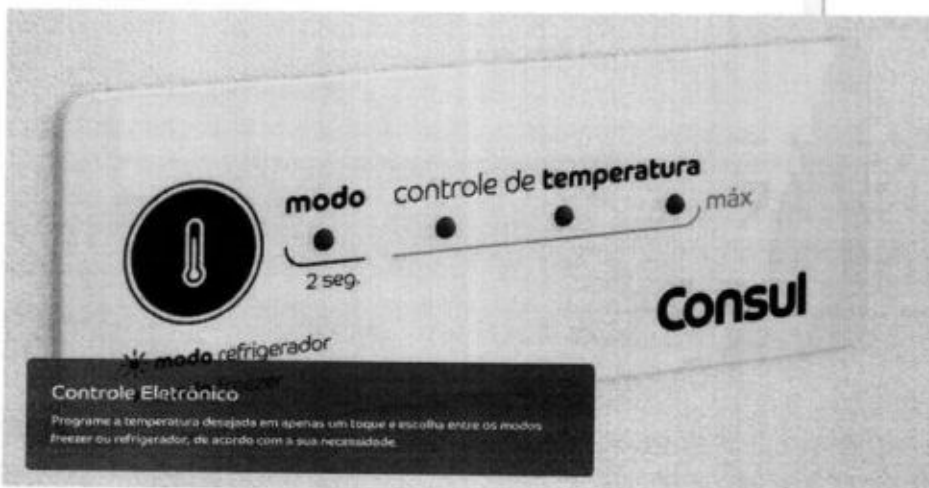 modo controle de temperatura
máx
2 seg.
Consul
modo refrigerador
freezer
Controle Eletrônico
Programe a temperatura desejada em apenas um toque e escolha entre os modos
freezer ou refrigerador, de acordo com a sua necessidade.